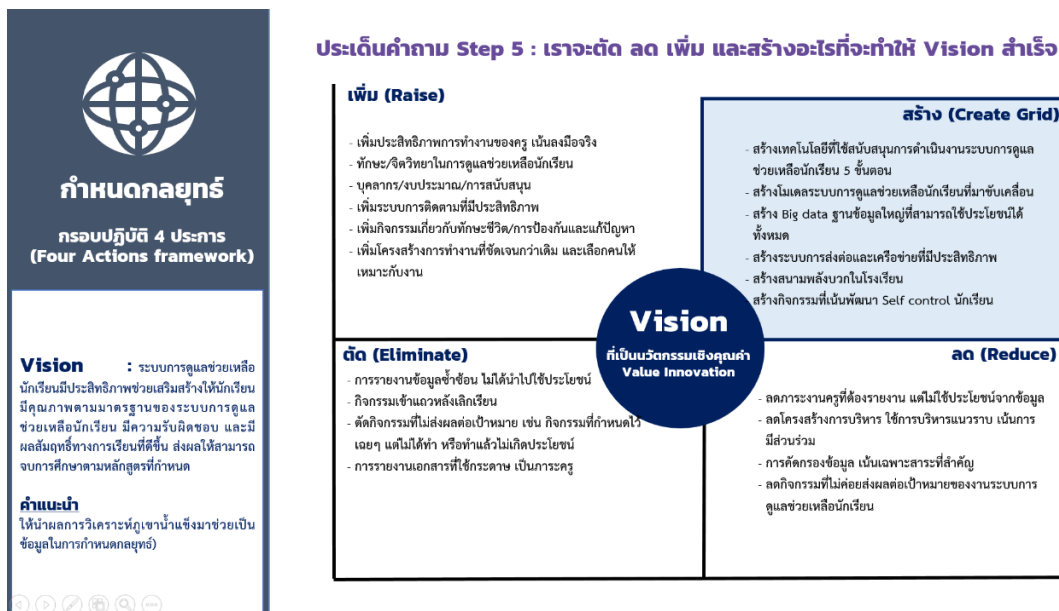 กำหนดกลยุทธ์
กรอบปฏิบัติ 4 ประการ
(Four Actions framework)
Vision : ระบบการดูแลช่วยเหลือ
นักเรียนมีประสิทธิภาพช่วยเสริมสร้างให้นักเรียน
มีคุณภาพตามมาตรฐานของระบบการดูแล
ช่วยเหลือนักเรียน มีความรับผิดชอบ และมี
ผลสัมฤทธิ์ทางการเรียนที่ดีขึ้น ส่งผลให้สามารถ
จบการศึกษาตามหลักสูตรที่กำหนด
คำแนะนำ
ให้นำผลการวิเคราะห์ภูเขาน้ำแข็งมาช่วยเป็น
ข้อมูลในการกำหนดกลยุทธ์)
ประเด็นคำถาม Step 5 : เราจะตัด ลด เพิ่ม และสร้างอะไรที่จะทำให้ Vision สำเร็จ
เพิ่ม (Raise)
- เพิ่มประสิทธิภาพการทำงานของครู เน้นลงมือจริง
- ทักษะ/จิตวิทยาในการดูแลช่วยเหลือนักเรียน
- บุคลากร/งบประมาณ/การสนับสนุน
- เพิ่มระบบการติดตามที่มีประสิทธิภาพ
- เพิ่มกิจกรรมเกี่ยวกับทักษะชีวิต/การป้องกันและแก้ปัญหา
- เพิ่มโครงสร้างการทำงานที่ชัดเจนกว่าเดิม และเลือกคนให้
เหมาะกับงาน
สร้าง (Create Grid)
- สร้างเทคโนโลยีที่ใช้สนับสนุนการดำเนินงานระบบการดูแล
ช่วยเหลือนักเรียน 5 ขั้นตอน
- สร้างโมเดลระบบการดูแลช่วยเหลือนักเรียนที่มาขับเคลื่อน
- สร้าง Big data ฐานข้อมูลใหญ่ที่สามารถใช้ประโยชน์ได้
ทั้งหมด
- สร้างระบบการส่งต่อและเครือข่ายที่มีประสิทธิภาพ
- สร้างสนามพลังบวกในโรงเรียน
สร้างกิจกรรมที่เน้นพัฒนา Self control นักเรียน
Vision
ที่เป็นนวัตกรรมเชิงคุณค่า
Value Innovation
ตัด (Eliminate)
- การรายงานข้อมูลซ้ำซ้อน ไม่ได้นำไปใช้ประโยชน์
- กิจกรรมเข้าแถวหลังเลิกเรียน
- ตัดกิจกรรมที่ไม่ส่งผลต่อเป้าหมาย เช่น กิจกรรมที่กำหนดไว้
เฉยๆ แต่ไม่ได้ทำ หรือทำแล้วไม่เกิดประโยชน์
- การรายงานเอกสารที่ใช้กระดาษ เป็นภาระครู
ลด (Reduce)
- ลดภาระงานครูที่ต้องรายงาน แต่ไม่ใช้ประโยชน์จากข้อมูล
- ลดโครงสร้างการบริหาร ใช้การบริหารแนวราบ เน้นการ
มีส่วนร่วม
- การคัดกรองข้อมูล เน้นเฉพาะสาระที่สำคัญ
- ลดกิจกรรมที่ไม่ค่อยส่งผลต่อเป้าหมายของงานระบบการ
ดูแลช่วยเหลือนักเรียน